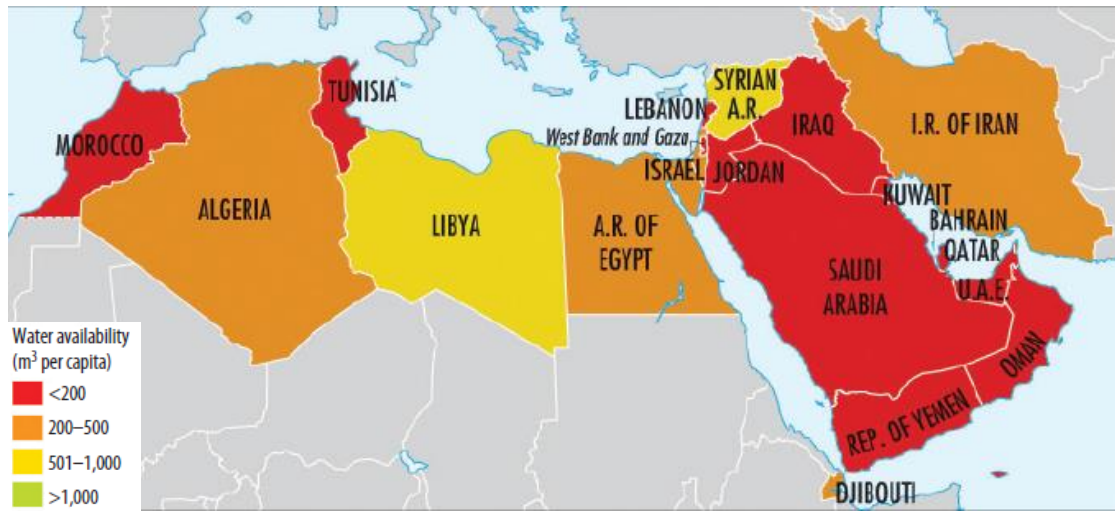 TUNISIA
SYRIAN
A.R.
LEBANON
MOROCCO
West Bank and Gaza
IRAQ
I.R. OF IRAN
ISRAEL
JORDAN
ALGERIA
LIBYA
A.R. OF
EGYPT
KUWAIT
BAHRAIN
QATAR
SAUDI
ARABIA
U.A.E.
OMAN
REP. OF YEMEN
DJIBOUTI
Water availability
(m³ per capita)
<200
200–500
501–1,000
>1,000